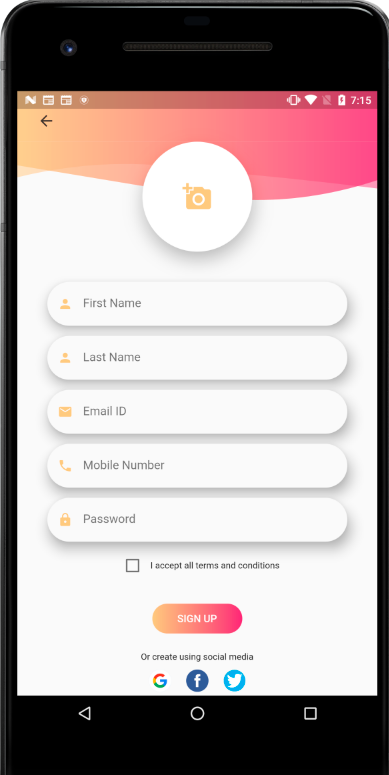 7:15
First Name
Last Name
Email ID
Mobile Number
Password
I accept all terms and conditions
SIGN UP
Or create using social media